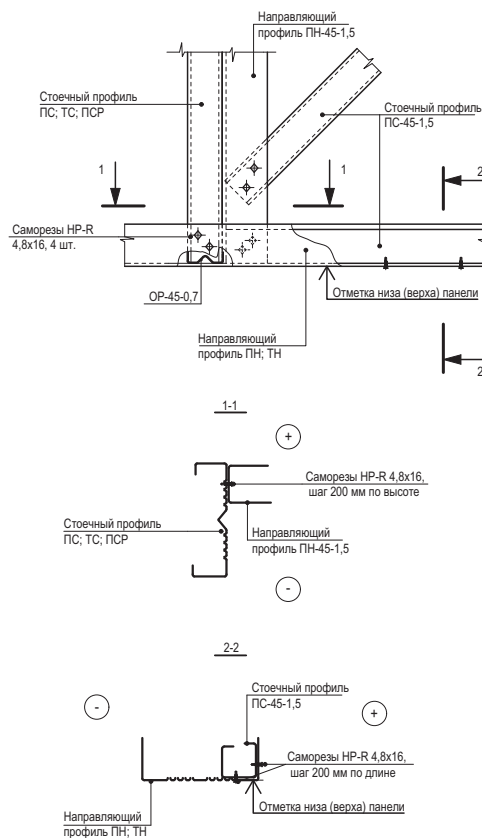 Направляющий
профиль ПН-45-1,5
Стоечный профиль
ПС; ТС; ПСР
Стоечный профиль
ПС-45-1,5
1
1
2
Саморезы HP-R
4,8x16, 4 шт.
ОР-45-0,7
Отметка низа (верха) панели
Направляющий
профиль ПН; ТН
2
1-1
+
Саморезы HP-R 4,8x16,
шаг 200 мм по высоте
Стоечный профиль
ПС; ТС; ПСР
Направляющий
профиль ПН-45-1,5
-
2-2
-
Стоечный профиль
ПС-45-1,5
+
Саморезы HP-R 4,8x16,
шаг 200 мм по длине
Отметка низа (верха) панели
Направляющий
профиль ПН; ТН